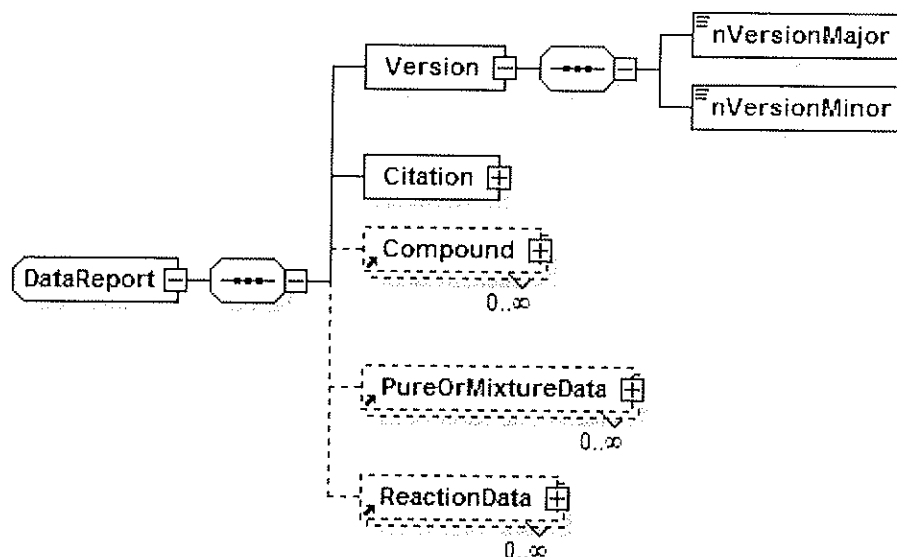 nVersionMajor
Version
nVersionMinor
Citation
Compound
0..∞
DataReport
PureOrMixtureData
0..∞
ReactionData
0..∞